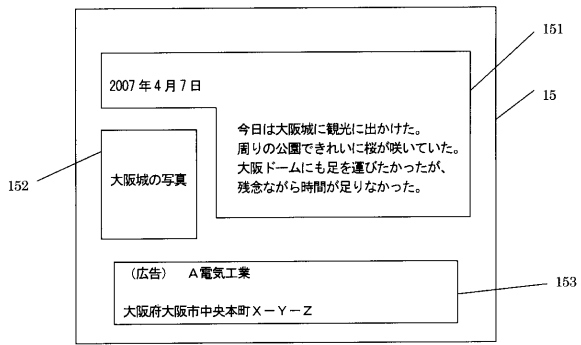 151
2007年4月7日
15
今日は大阪城に観光に出かけた。
周りの公園できれいに桜が咲いていた。
大阪ドームにも足を運びたかったが、
残念ながら時間が足りなかった。
152
大阪城の写真
(広告) A電気工業
153
大阪府大阪市中央本町X-Y-Z